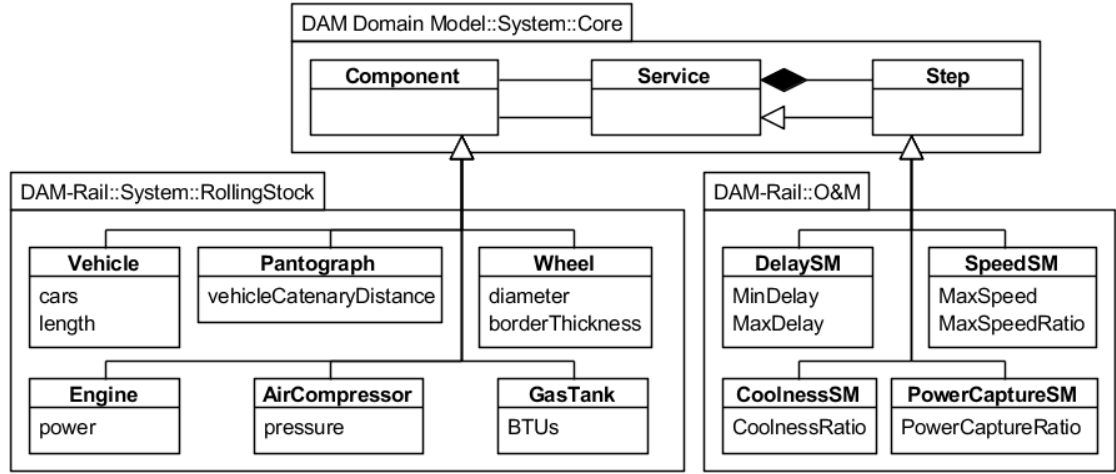 DAM Domain Model::System::Core
Component
Service
Step
DAM-Rail::System::RollingStock
Vehicle
cars
length
Pantograph
vehicleCatenaryDistance
Wheel
diameter
borderThickness
Engine
power
AirCompressor
pressure
GasTank
BTUs
DAM-Rail::O&M
DelaySM
MinDelay
MaxDelay
SpeedSM
MaxSpeed
MaxSpeedRatio
CoolnessSM
CoolnessRatio
PowerCaptureSM
PowerCaptureRatio